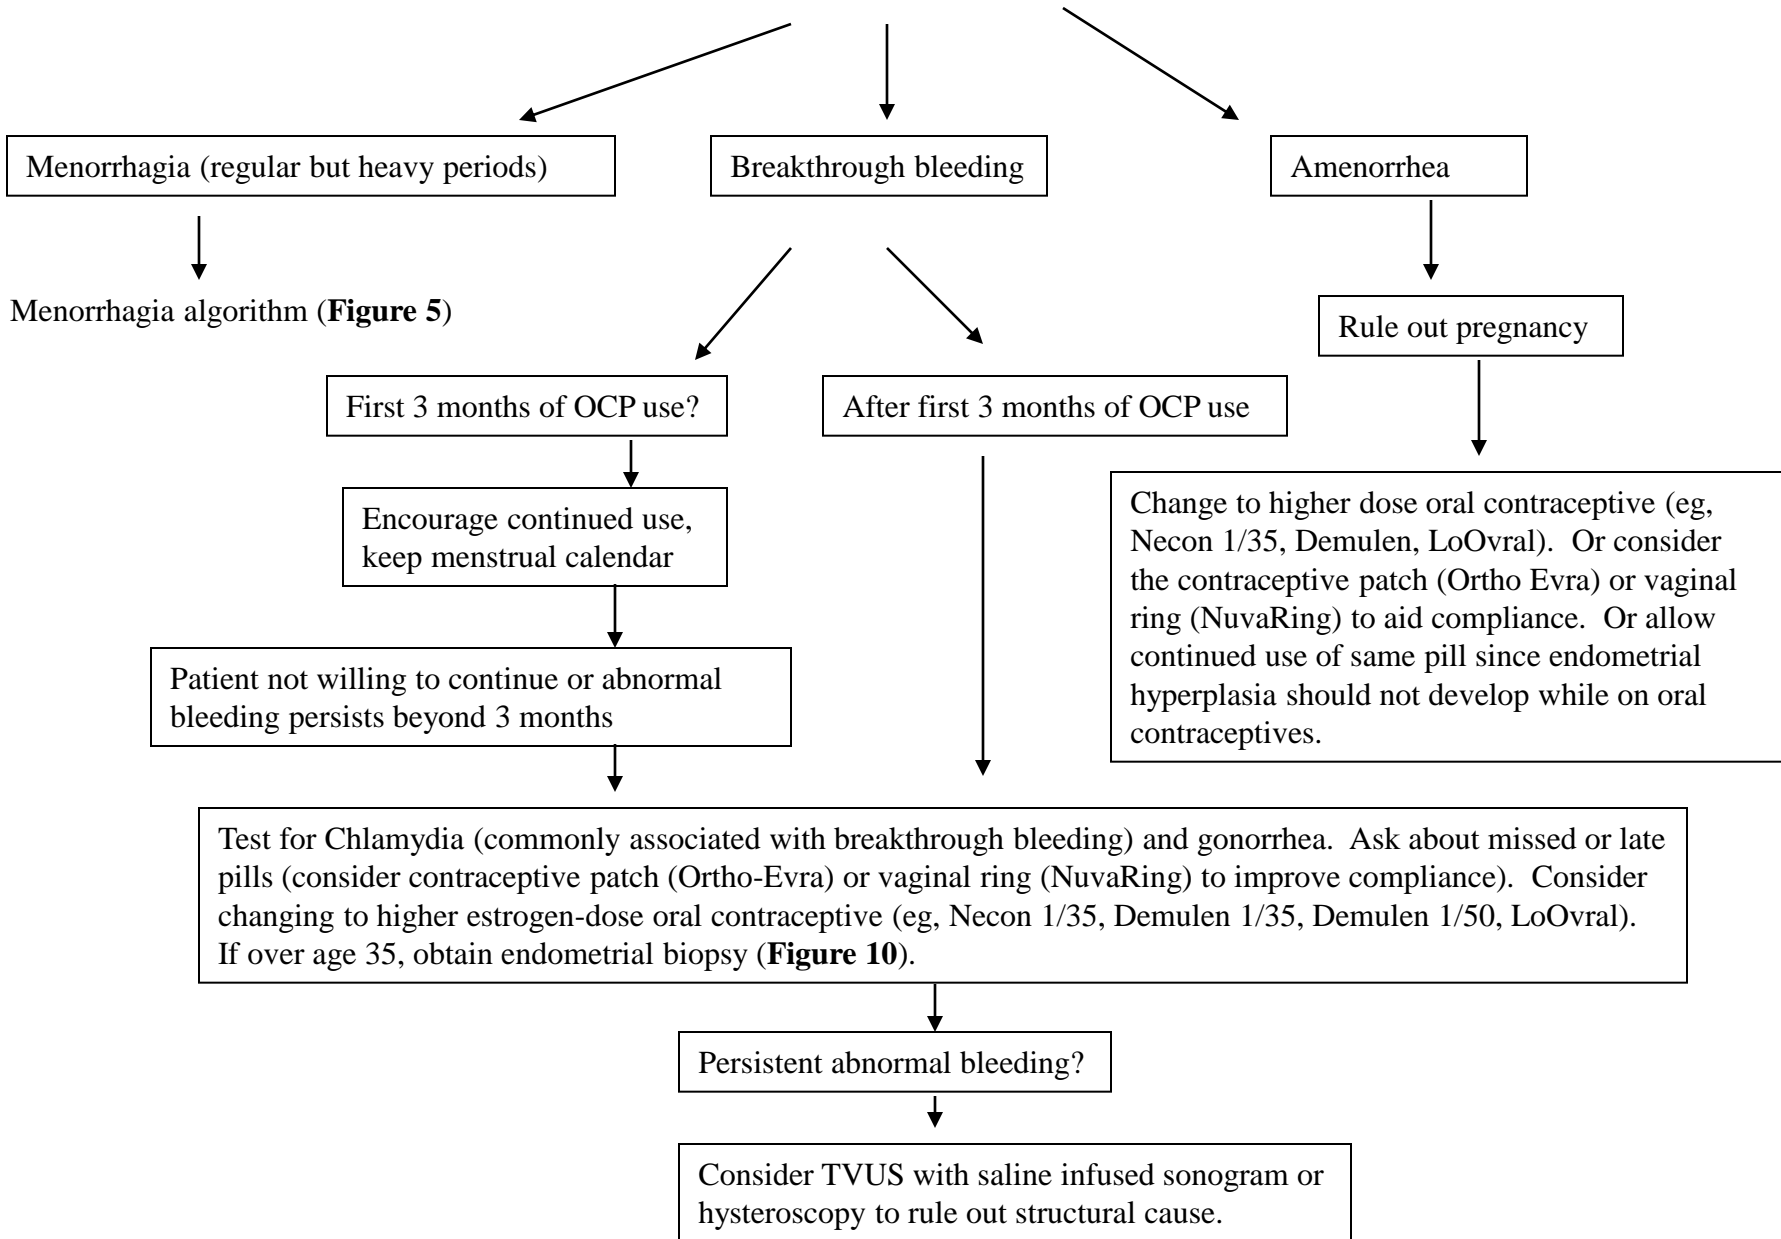 Menorrhagia (regular but heavy periods)
Breakthrough bleeding
Amenorrhea
Menorrhagia algorithm (Figure 5)
Rule out pregnancy
First 3 months of OCP use?
After first 3 months of OCP use
Encourage continued use,
keep menstrual calendar
Change to higher dose oral contraceptive (eg,
Necon 1/35, Demulen, LoOvral).  Or consider
the contraceptive patch (Ortho Evra) or vaginal
ring (NuvaRing) to aid compliance.  Or allow
continued use of same pill since endometrial
hyperplasia should not develop while on oral
contraceptives.
Patient not willing to continue or abnormal
bleeding persists beyond 3 months
Test for Chlamydia (commonly associated with breakthrough bleeding) and gonorrhea.  Ask about missed or late
pills (consider contraceptive patch (Ortho-Evra) or vaginal ring (NuvaRing) to improve compliance).  Consider
changing to higher estrogen-dose oral contraceptive (eg, Necon 1/35, Demulen 1/35, Demulen 1/50, LoOvral).
If over age 35, obtain endometrial biopsy (Figure 10).
Persistent abnormal bleeding?
Consider TVUS with saline infused sonogram or
hysteroscopy to rule out structural cause.